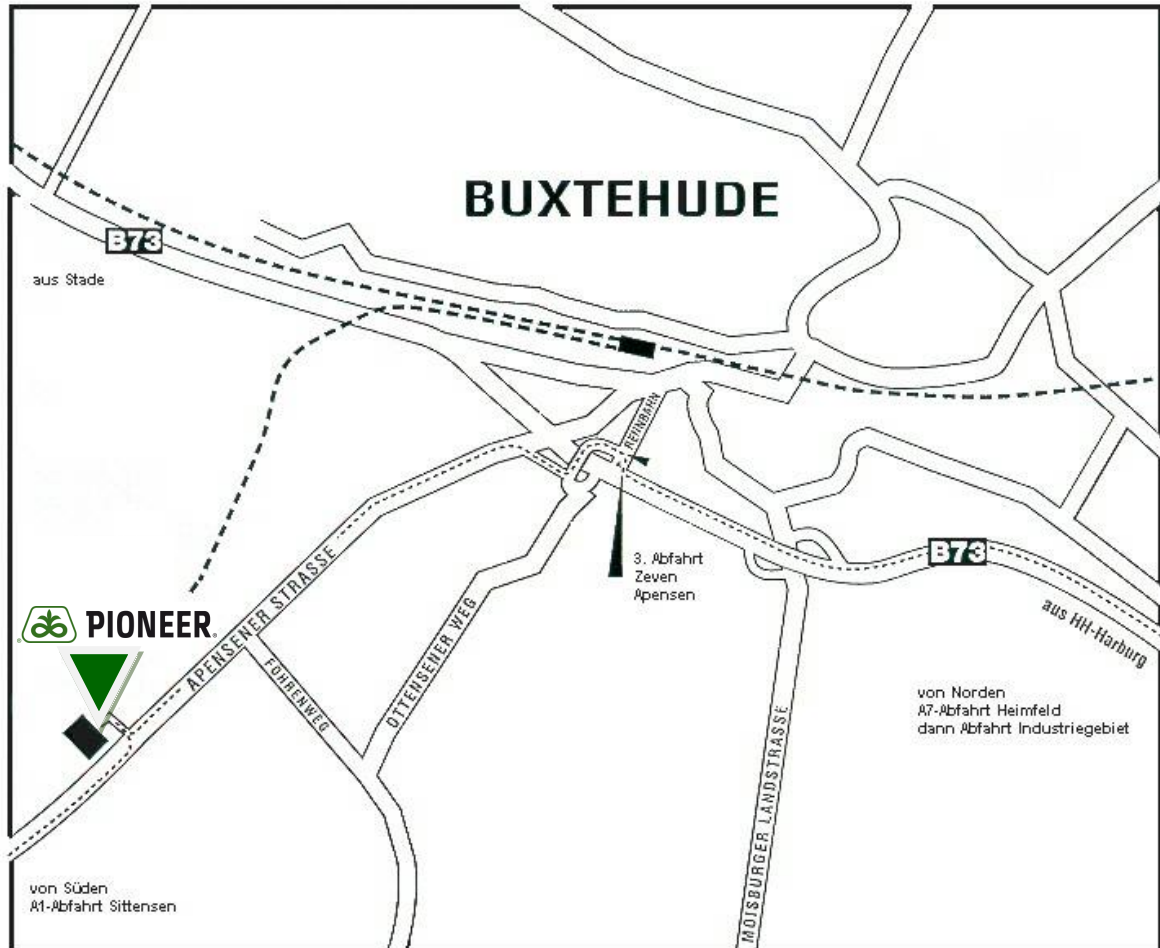 BUXTEHUDE
B73
aus Stade
RENNBAHN
3. Abfahrt
Zeven
Apensen
B73
aus HH-Harburg
PIONEER.
APENSENER STRASSE
FÖHRENWEG
OTTENSENER WEG
MOISBURGER LANDSTRASSE
von Norden
A7-Abfahrt Heimfeld
dann Abfahrt Industriegebiet
von Süden
A1-Abfahrt Sittensen